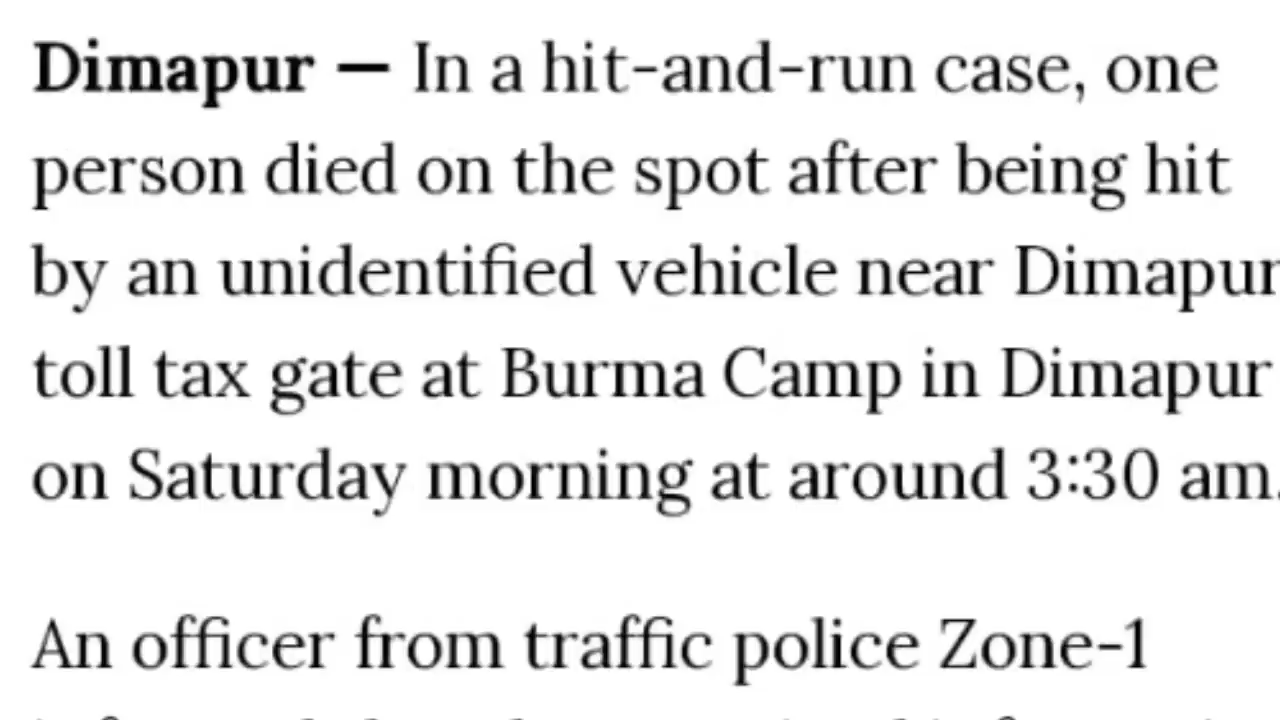 Dimapur — In a hit-and-run case, one
person died on the spot after being hit
by an unidentified vehicle near Dimapur
toll tax gate at Burma Camp in Dimapur
on Saturday morning at around 3:30 am.
An officer from traffic police Zone-1